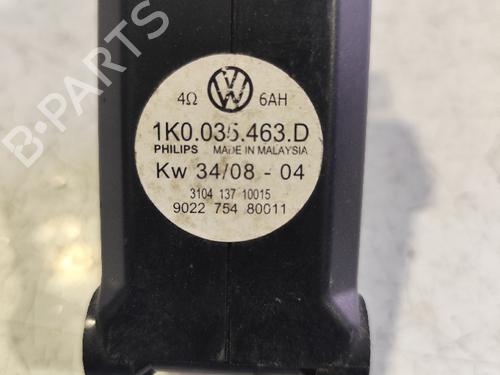 4Ω VW 6AH
1K0.035.463.D
PHILIPS MADE IN MALAYSIA
Kw 34/08 - 04
3104 137 10015
9022 754 80011
B-PARTS